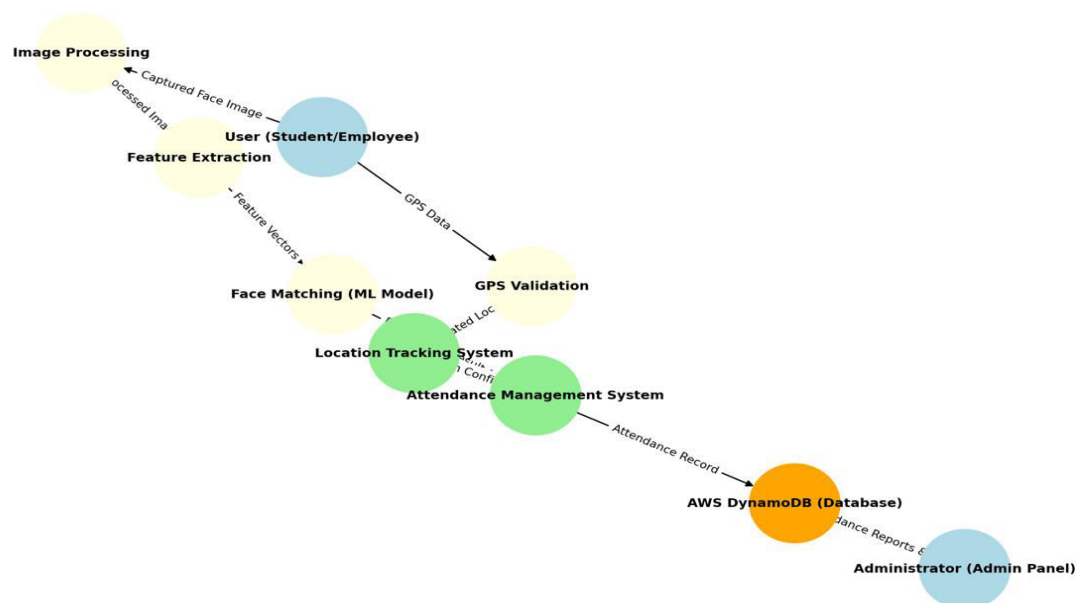 Image Processing
Captured Face Image
User (Student/Employee)
Feature Extraction
GPS Data
Feature Vectors
GPS Validation
Face Matching (ML Model)
Location Tracking System
Attendance Management System
Attendance Record
AWS DynamoDB (Database)
Reports &
Administrator (Admin Panel)